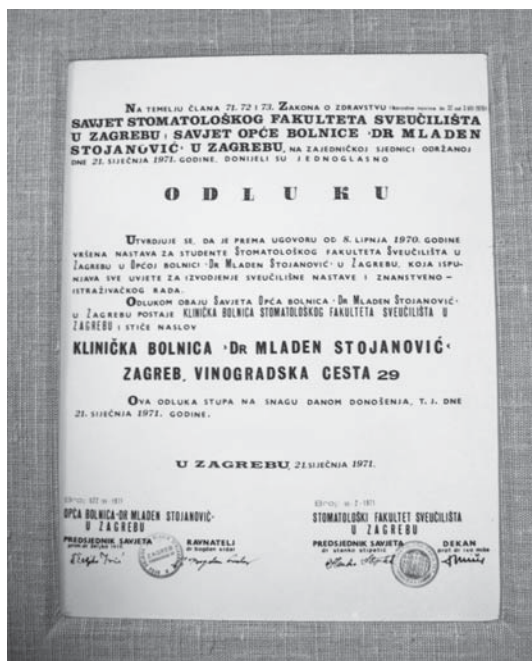 NA TEMELJU ČLANA 71. 72 I 73. ZAKONA O ZDRAVSTVU
SAVJET STOMATOLOŠKOG FAKULTETA SVEUČILIŠTA
U ZAGREBU I SAVJET OPĆE BOLNICE ›DR MLADEN
STOJANOVIĆ‹ U ZAGREBU, NA ZAJEDNIČKOJ SJEDNICI ODRŽANOJ
DNE 21. SIJEČNJA 1971. GODINE, DONIJELI SU JEDNOGLASNO
ODLUKU
UTVRDJUJE SE, DA JE PREMA UGOVORU OD 8. LIPNJA 1970. GODINE
VRŠENA NASTAVA ZA STUDENTE STOMATOLOŠKOG FAKULTETA SVEUČILIŠTA U
ZAGREBU U OPĆOJ BOLNICI ›DR MLADEN STOJANOVIĆ‹ U ZAGREBU, KOJA ISPU-
NJAVA SVE UVJETE ZA IZVODJENJE SVEUČILIŠNE NASTAVE I ZNANSTVENO-
ISTRAŽIVAČKOG RADA.
ODLUKOM OBAJU SAVJETA OPĆA BOLNICA ›DR MLADEN STOJANOVIĆ‹
U ZAGREBU POSTAJE KLINIČKA BOLNICA STOMATOLOŠKOG FAKULTETA SVEUČILIŠTA U
ZAGREBU I STIČE NASLOV
KLINIČKA BOLNICA ›DR MLADEN STOJANOVIĆ‹
ZAGREB, VINOGRADSKA CESTA 29
OVA ODLUKA STUPA NA SNAGU DANOM DONOŠENJA, T. J. DNE
21. SIJEČNJA 1971. GODINE.
U ZAGREBU, 21 SIJEČNJA 1971.
OPĆA BOLNICA ›DR MLADEN STOJANOVIĆ‹
U ZAGREBU
PREDSJEDNIK SAVJETA RAVNATELJ
STOMATOLOŠKI FAKULTET SVEUČILIŠTA
U ZAGREBU
PREDSJEDNIK SAVJETA DEKAN